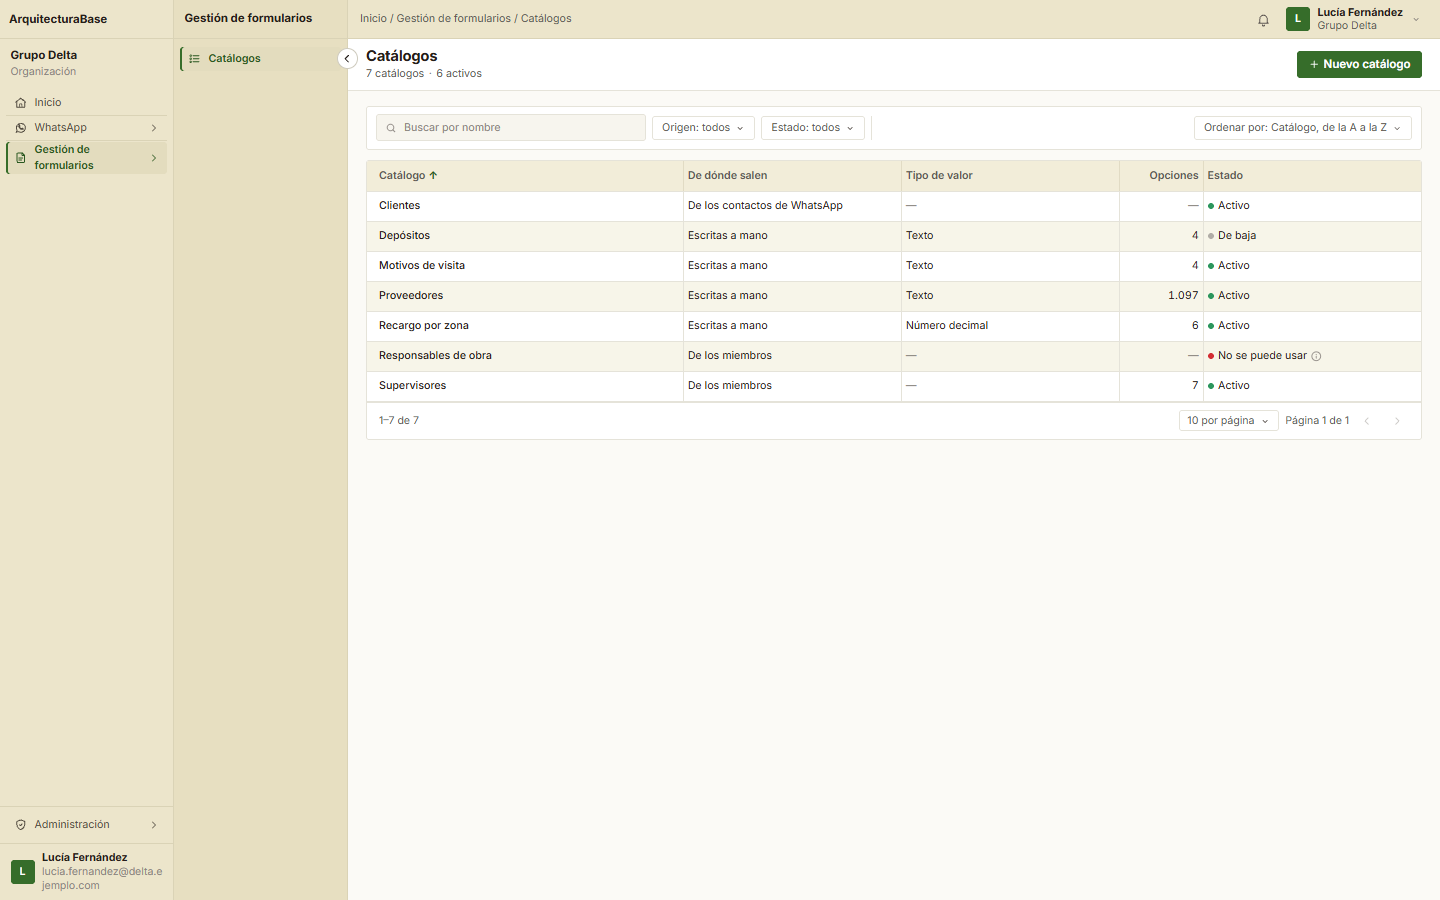 ArquitecturaBase
Grupo Delta
Organización
Inicio
WhatsApp
Gestión de
formularios
Administración
L
Lucía Fernández
lucia.fernandez@delta.e
jemplo.com
Gestión de formularios
Catálogos
Inicio / Gestión de formularios / Catálogos
L
Lucía Fernández
Grupo Delta
Catálogos
7 catálogos · 6 activos
+ Nuevo catálogo
Buscar por nombre
Origen: todos
Estado: todos
Ordenar por: Catálogo, de la A a la Z
Catálogo ↑ De dónde salen Tipo de valor Opciones Estado
Clientes De los contactos de WhatsApp — — Activo
Depósitos Escritas a mano Texto 4 De baja
Motivos de visita Escritas a mano Texto 4 Activo
Proveedores Escritas a mano Texto 1.097 Activo
Recargo por zona Escritas a mano Número decimal 6 Activo
Responsables de obra De los miembros — — No se puede usar
Supervisores De los miembros — 7 Activo
1–7 de 7 10 por página Página 1 de 1